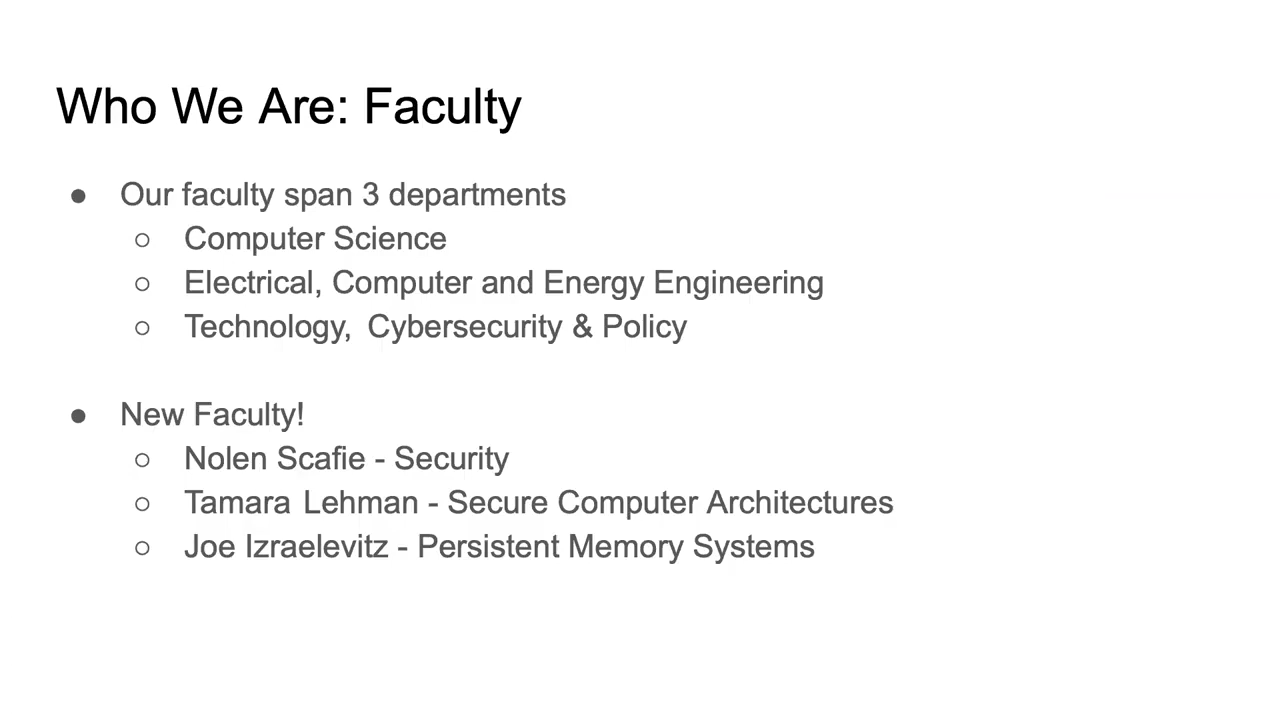 Who We Are: Faculty
● Our faculty span 3 departments
○ Computer Science
○ Electrical, Computer and Energy Engineering
○ Technology, Cybersecurity & Policy
● New Faculty!
○ Nolen Scafie - Security
○ Tamara Lehman - Secure Computer Architectures
○ Joe Izraelevitz - Persistent Memory Systems